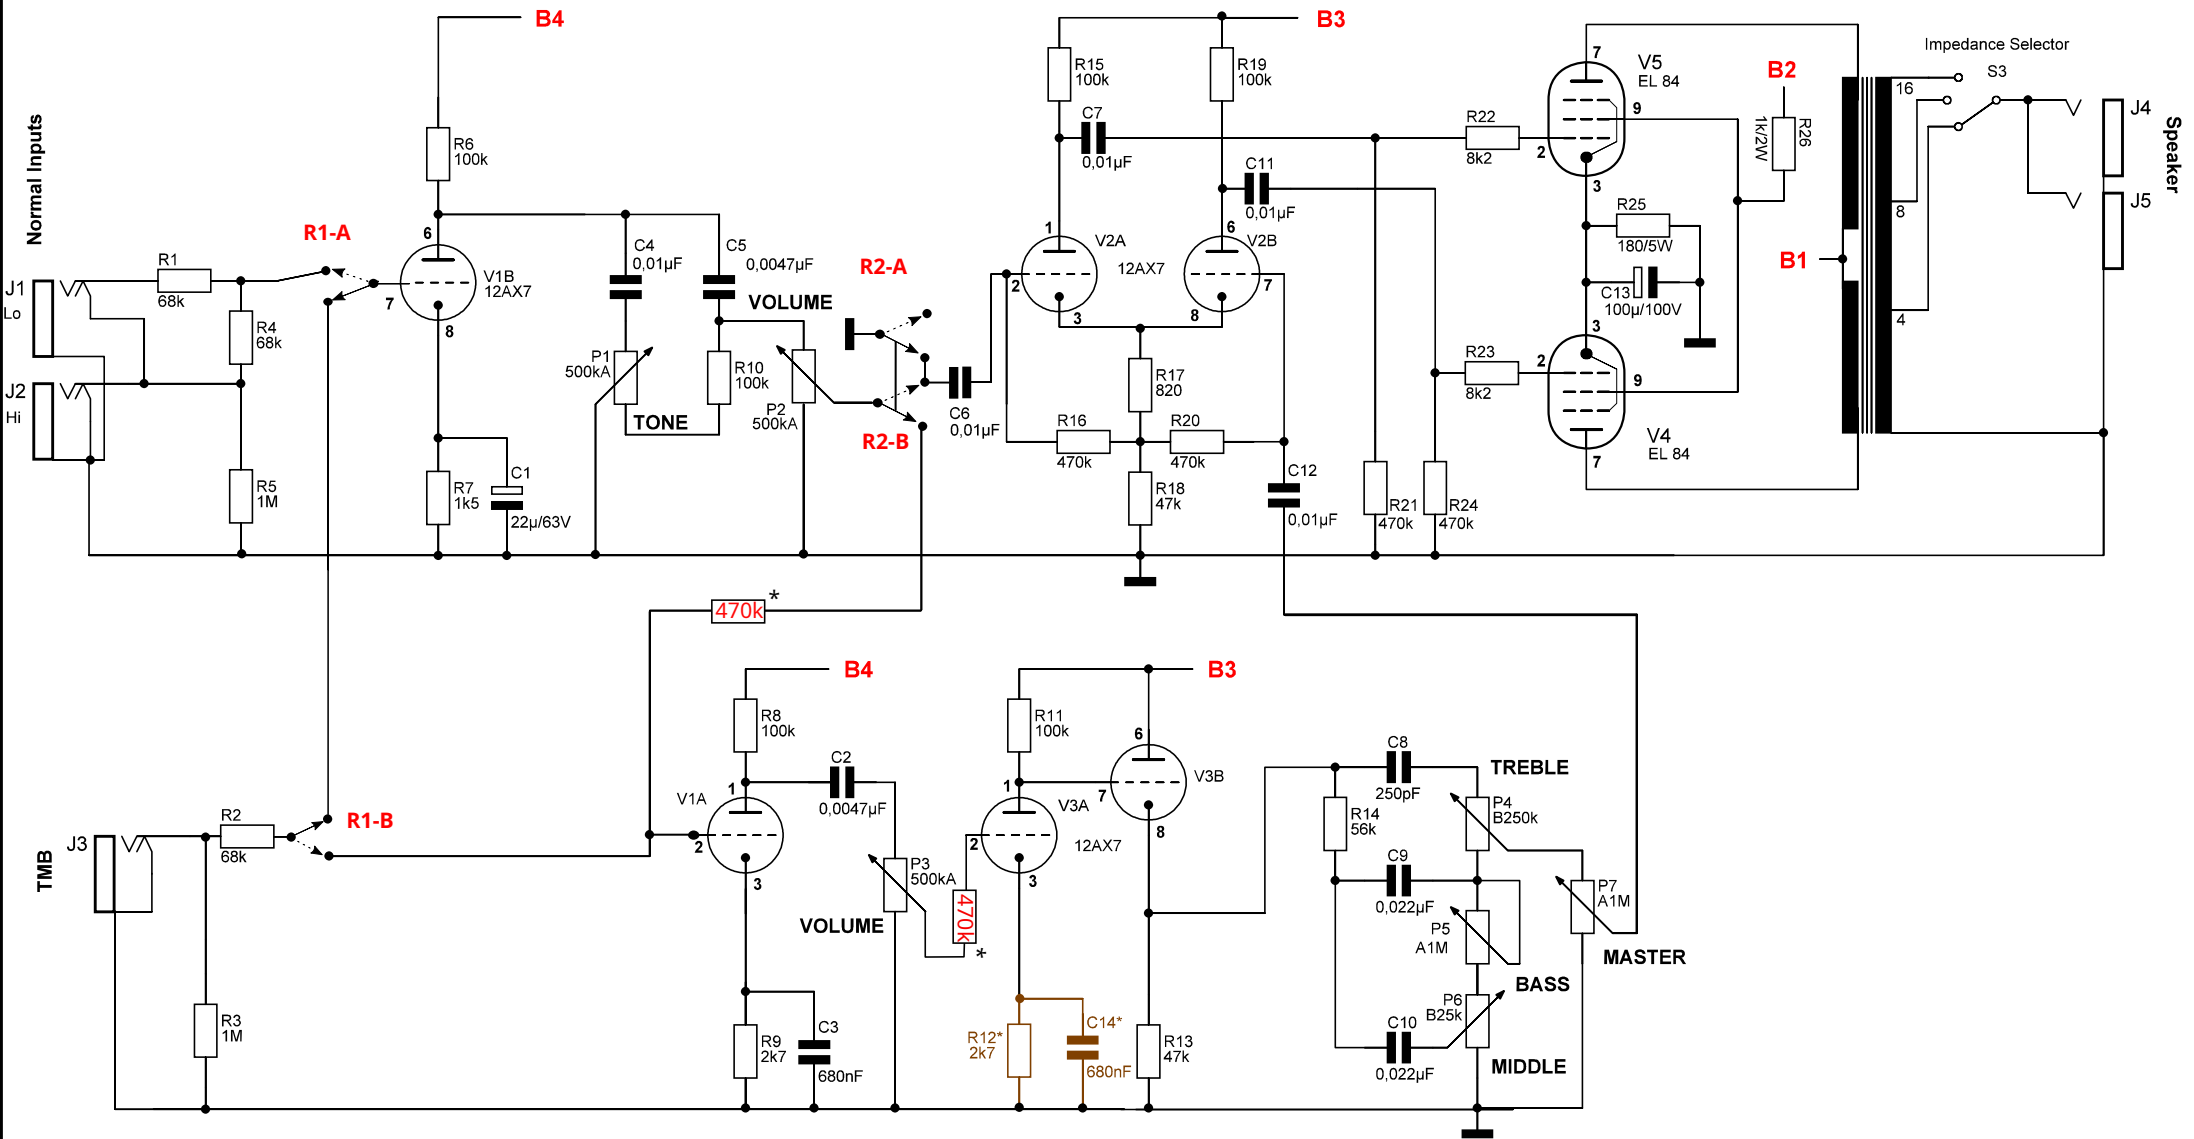 B4
B3
Impedance Selector
S3
16
8
4
J4
J5
Speaker
7
V5
EL 84
9
2
3
B2
R26
1k/2W
B1
R15
100k
R19
100k
C7
0,01µF
C11
0,01µF
R22
8k2
R25
180/5W
C13
100µ/100V
3
2
9
V4
EL 84
7
R23
8k2
Normal Inputs
J1
Lo
J2
Hi
R1
68k
R1-A
R4
68k
R5
1M
R6
100k
6
V1B
12AX7
7
8
R7
1k5
C1
22µ/63V
C4
0,01µF
C5
0,0047µF
VOLUME
P1
500kA
R10
100k
TONE
P2
500kA
R2-A
R2-B
C6
0,01µF
1
V2A
12AX7
2
3
6
V2B
7
8
R17
820
R16
470k
R20
470k
R18
47k
C12
0,01µF
R21
470k
R24
470k
470k
*
B4
B3
R8
100k
C2
0,0047µF
1
V1A
2
3
P3
500kA
VOLUME
470k
*
R11
100k
1
V3A
12AX7
2
3
6
V3B
7
8
TMB
J3
R2
68k
R1-B
R3
1M
R9
2k7
C3
680nF
R12*
2k7
C14*
680nF
R13
47k
C8
250pF
TREBLE
P4
B250k
R14
56k
C9
0,022µF
P5
A1M
BASS
P6
B25k
C10
0,022µF
MIDDLE
P7
A1M
MASTER